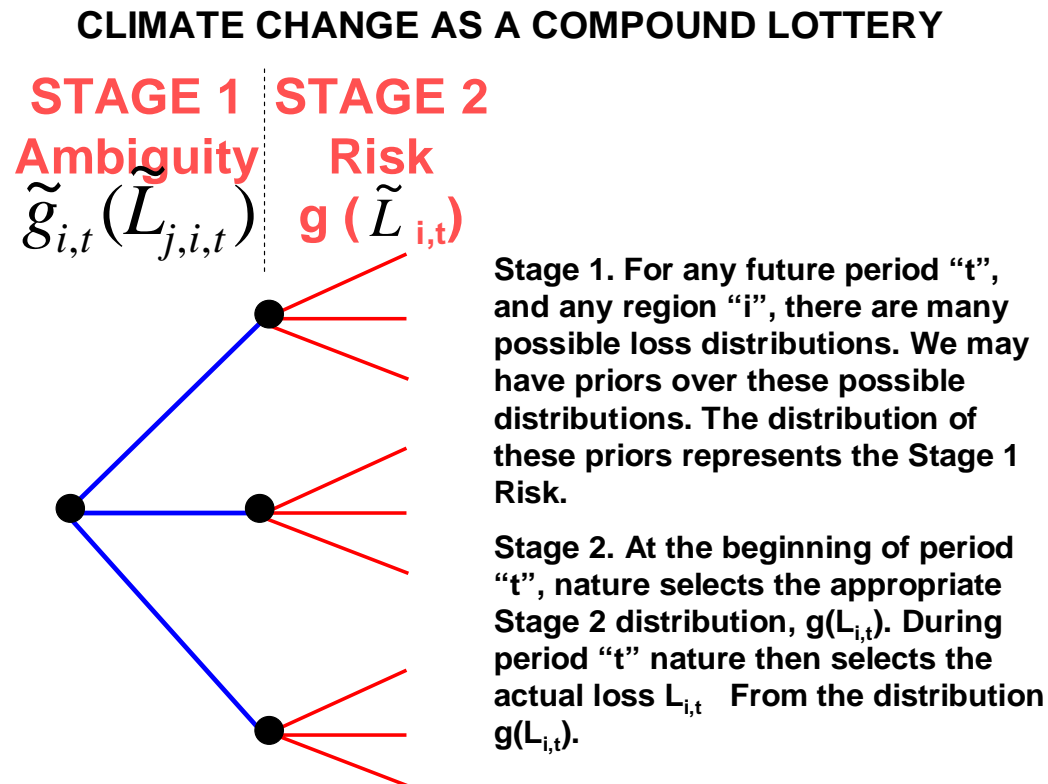 CLIMATE CHANGE AS A COMPOUND LOTTERY
STAGE 1 STAGE 2
Ambiguity Risk
g̃i,t(L̃j,i,t) g ( L̃ i,t)
Stage 1. For any future period “t”,
and any region “i”, there are many
possible loss distributions. We may
have priors over these possible
distributions. The distribution of
these priors represents the Stage 1
Risk.
Stage 2. At the beginning of period
“t”, nature selects the appropriate
Stage 2 distribution, g(Li,t). During
period “t” nature then selects the
actual loss Li,t From the distribution
g(Li,t).